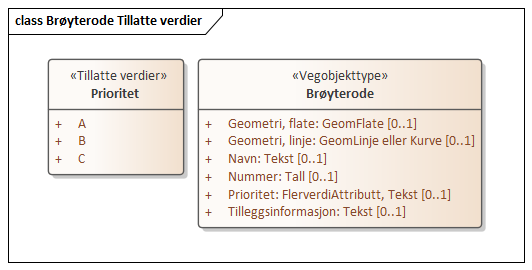 class Brøyterode Tillatte verdier
«Tillatte verdier»
Prioritet
+ A
+ B
+ C
«Vegobjekttype»
Brøyterode
+ Geometri, flate: GeomFlate [0..1]
+ Geometri, linje: GeomLinje eller Kurve [0..1]
+ Navn: Tekst [0..1]
+ Nummer: Tall [0..1]
+ Prioritet: FlerverdiAttributt, Tekst [0..1]
+ Tilleggsinformasjon: Tekst [0..1]